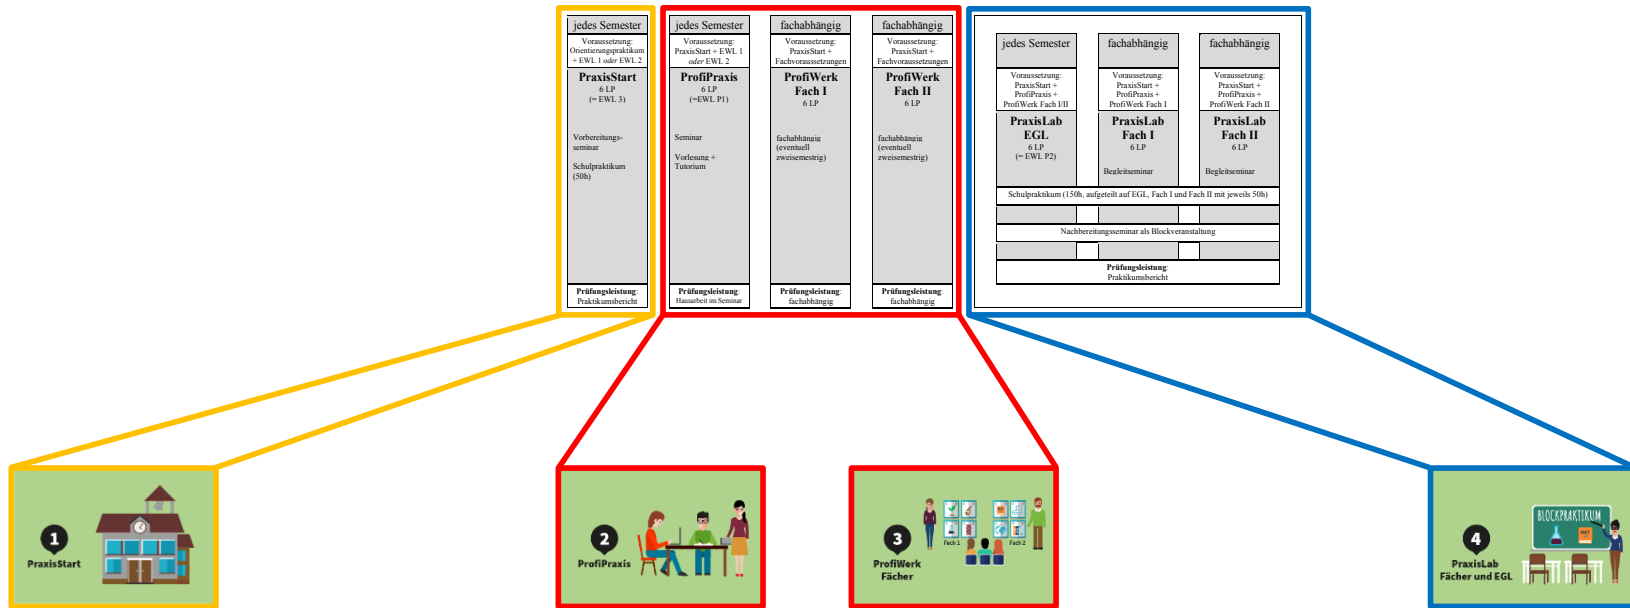 jedes Semester
Voraussetzung:
Orientierungspraktikum
+ EWL 1 oder EWL 2
PraxisStart
6 LP
(= EWL 3)
Vorbereitungs-
seminar
Schulpraktikum
(50h)
Prüfungsleistung:
Praktikumsbericht
jedes Semester
Voraussetzung:
PraxisStart + EWL 1
oder EWL 2
ProfiPraxis
6 LP
(=EWL P1)
Seminar
Vorlesung +
Tutorium
Prüfungsleistung:
Hausarbeit im Seminar
fachabhängig
Voraussetzung:
PraxisStart +
Fachvoraussetzungen
ProfiWerk
Fach I
6 LP
fachabhängig
(eventuell
zweisemestrig)
Prüfungsleistung:
fachabhängig
fachabhängig
Voraussetzung:
PraxisStart +
Fachvoraussetzungen
ProfiWerk
Fach II
6 LP
fachabhängig
(eventuell
zweisemestrig)
Prüfungsleistung:
fachabhängig
jedes Semester
Voraussetzung:
PraxisStart +
ProfiPraxis +
ProfiWerk Fach I/II
PraxisLab
EGL
6 LP
(= EWL P2)
fachabhängig
Voraussetzung:
PraxisStart +
ProfiPraxis +
ProfiWerk Fach I
PraxisLab
Fach I
6 LP
Begleitseminar
fachabhängig
Voraussetzung:
PraxisStart +
ProfiPraxis +
ProfiWerk Fach II
PraxisLab
Fach II
6 LP
Begleitseminar
Schulpraktikum (150h, aufgeteilt auf EGL, Fach I und Fach II mit jeweils 50h)
Nachbereitungsseminar als Blockveranstaltung
Prüfungsleistung:
Praktikumsbericht
1
PraxisStart
2
ProfiPraxis
3
ProfiWerk
Fächer
Fach 1
Fach 2
4
PraxisLab
Fächer und EGL
BLOCKPRAKTIKUM